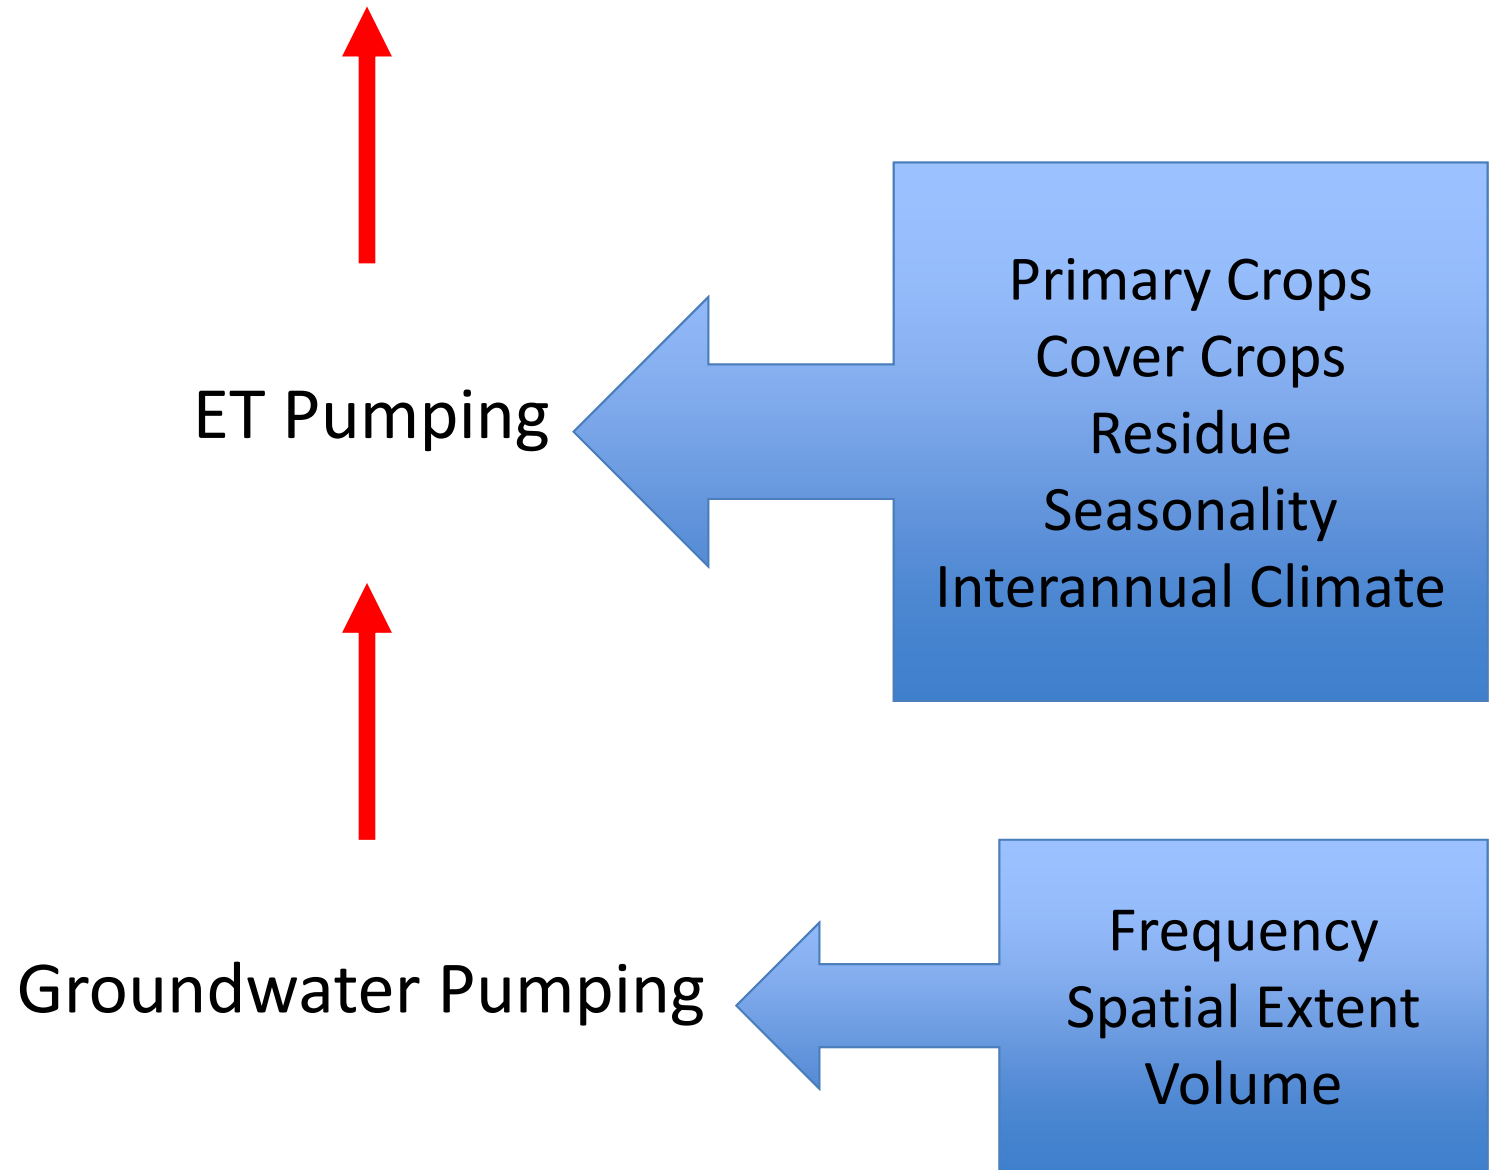 Primary Crops
Cover Crops
ET Pumping
Residue
Seasonality
Interannual Climate
Groundwater Pumping
Frequency
Spatial Extent
Volume